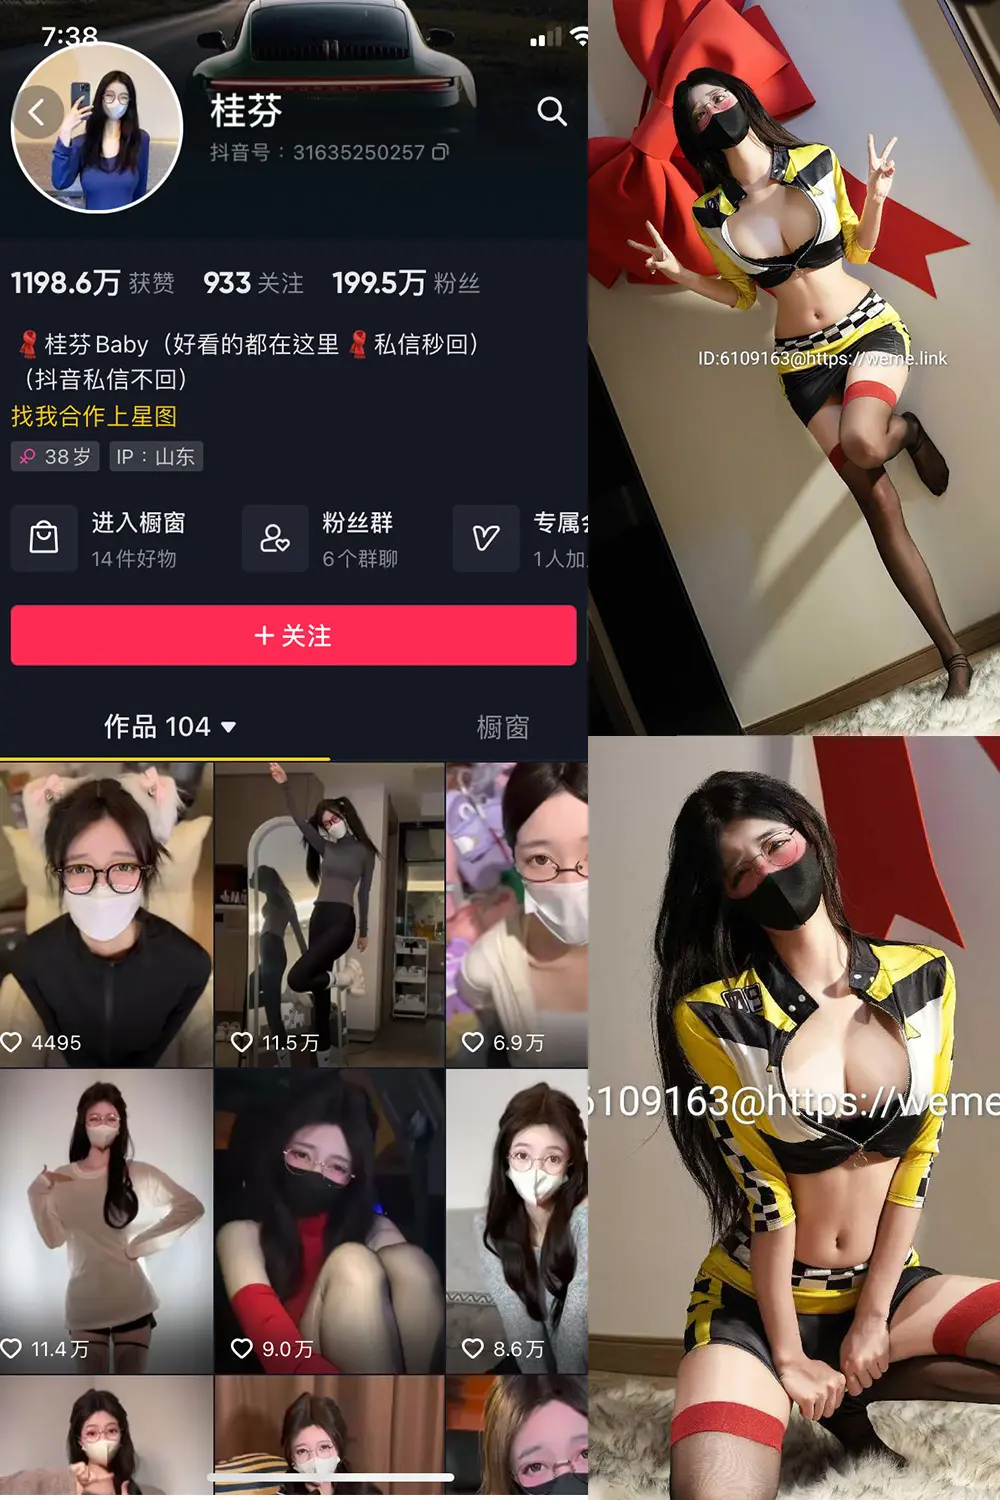 7:38
桂芬
抖音号：31635250257
1198.6万 获赞 933 关注 199.5万 粉丝
桂芬Baby（好看的都在这里 私信秒回）
（抖音私信不回）
找我合作上星图
38岁 IP：山东
进入橱窗
14件好物
粉丝群
6个群聊
专属
1人加
关注
作品 104
橱窗
4495
11.5万
6.9万
11.4万
9.0万
8.6万
ID:6109163@https://weme.link
6109163@https://weme